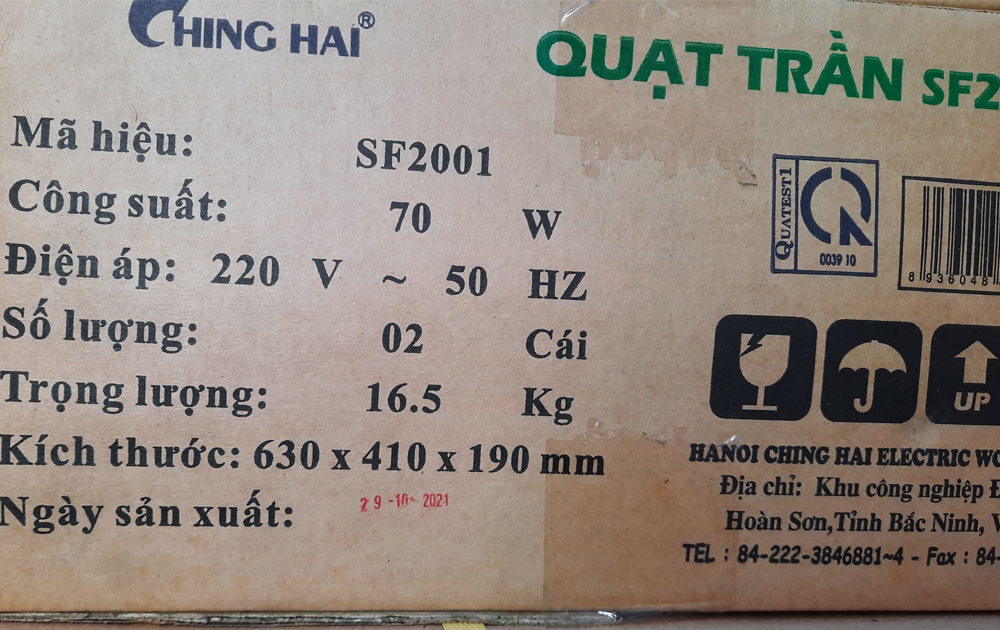 CHING HAI®
QUẠT TRẦN SF2
Mã hiệu: SF2001
Công suất: 70 W
Điện áp: 220 V ~ 50 HZ
Số lượng: 02 Cái
Trọng lượng: 16.5 Kg
Kích thước: 630 x 410 x 190 mm
Ngày sản xuất: 29-10-2021
QUATEST1
0039 10
8 936048
UP
HANOI CHING HAI ELECTRIC WO
Địa chỉ: Khu công nghiệp Đ
Hoàn Sơn,Tỉnh Bắc Ninh, V
TEL : 84-222-3846881~4 - Fax : 84-